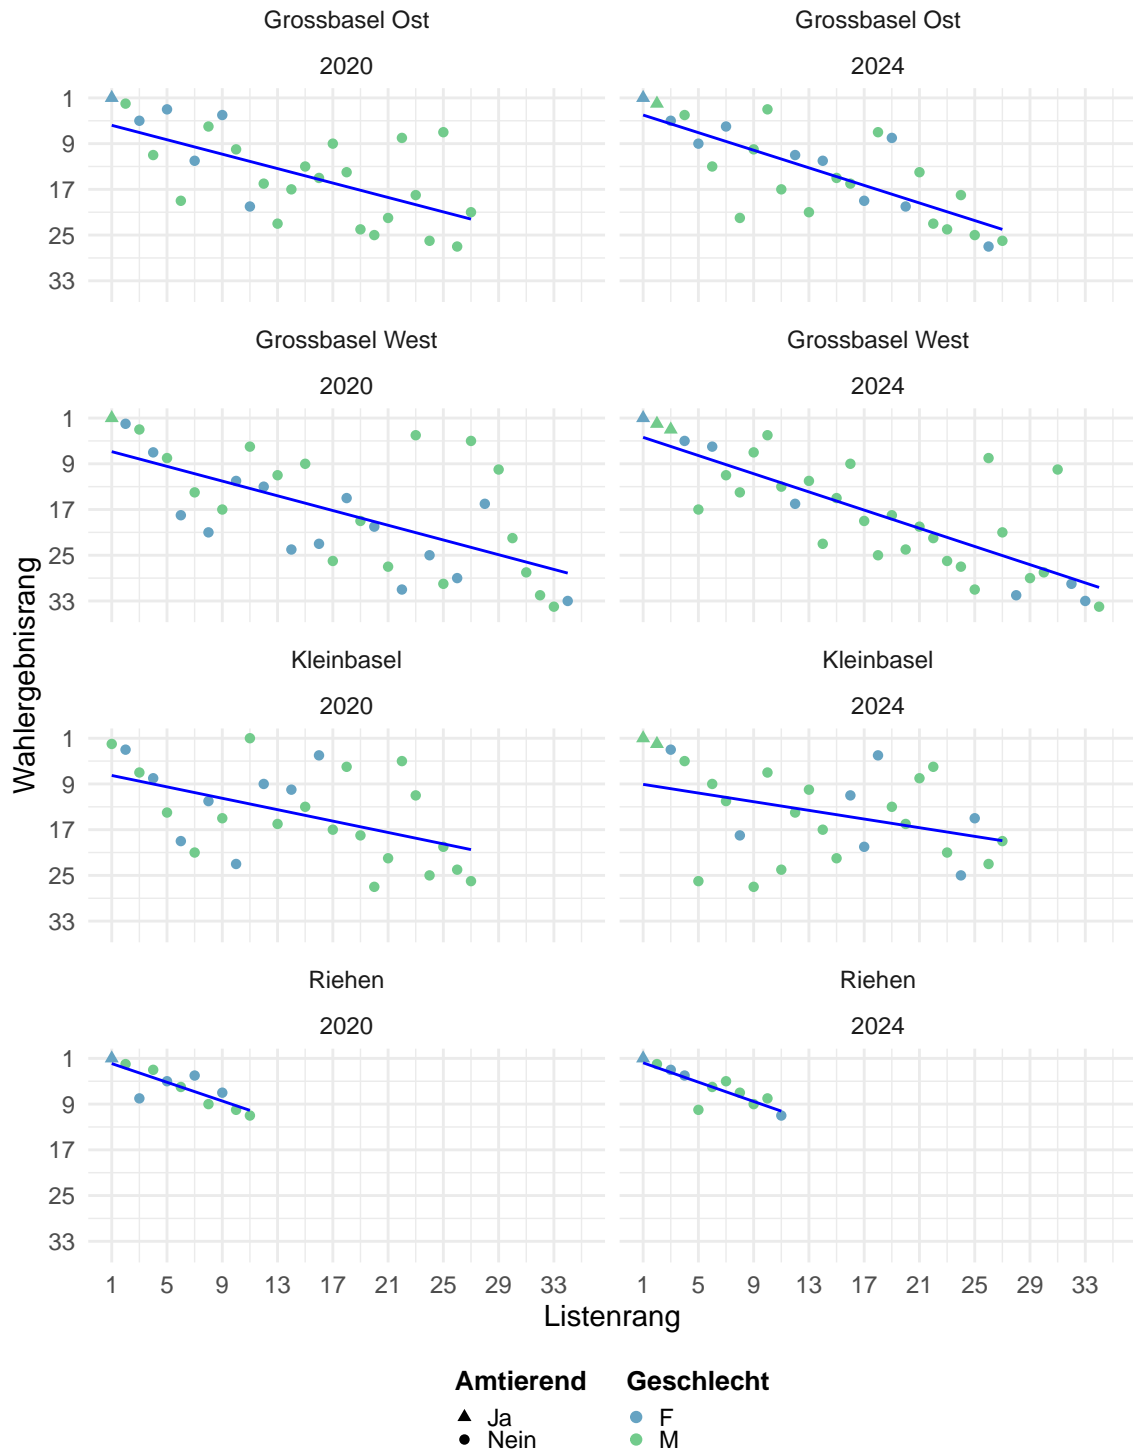 Grossbasel Ost
Grossbasel Ost
2020
2024
1
9
17
25
33
Grossbasel West
Grossbasel West
2020
2024
1
9
17
25
33
Wahlergebnisrang
Kleinbasel
Kleinbasel
2020
2024
1
9
17
25
33
Riehen
Riehen
2020
2024
1
9
17
25
33
1 5 9 13 17 21 25 29 33
1 5 9 13 17 21 25 29 33
Listenrang
Amtierend
Ja
Nein
Geschlecht
F
M